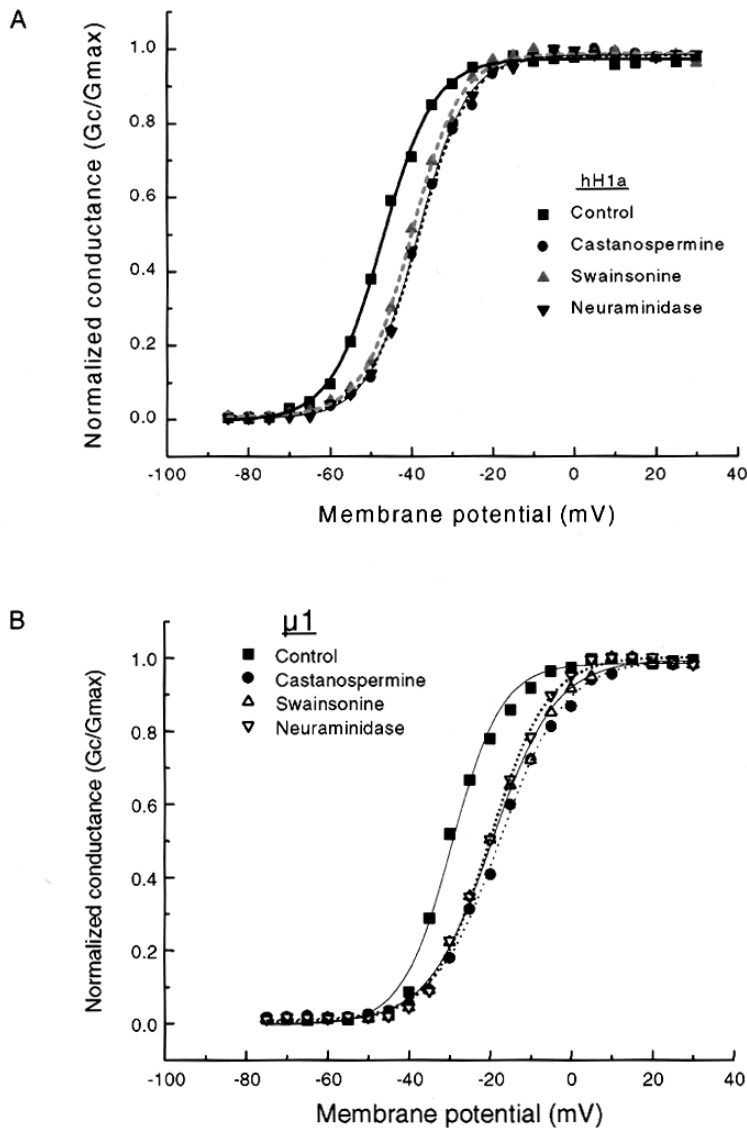 A
Normalized conductance (Gc/Gmax)
1.0
0.8
0.6
0.4
0.2
0.0
hH1a
Control
Castanospermine
Swainsonine
Neuraminidase
-100 -80 -60 -40 -20 0 20 40
Membrane potential (mV)
B
Normalized conductance (Gc/Gmax)
μ1
Control
Castanospermine
Swainsonine
Neuraminidase
1.0
0.8
0.6
0.4
0.2
0.0
-100 -80 -60 -40 -20 0 20 40
Membrane potential (mV)